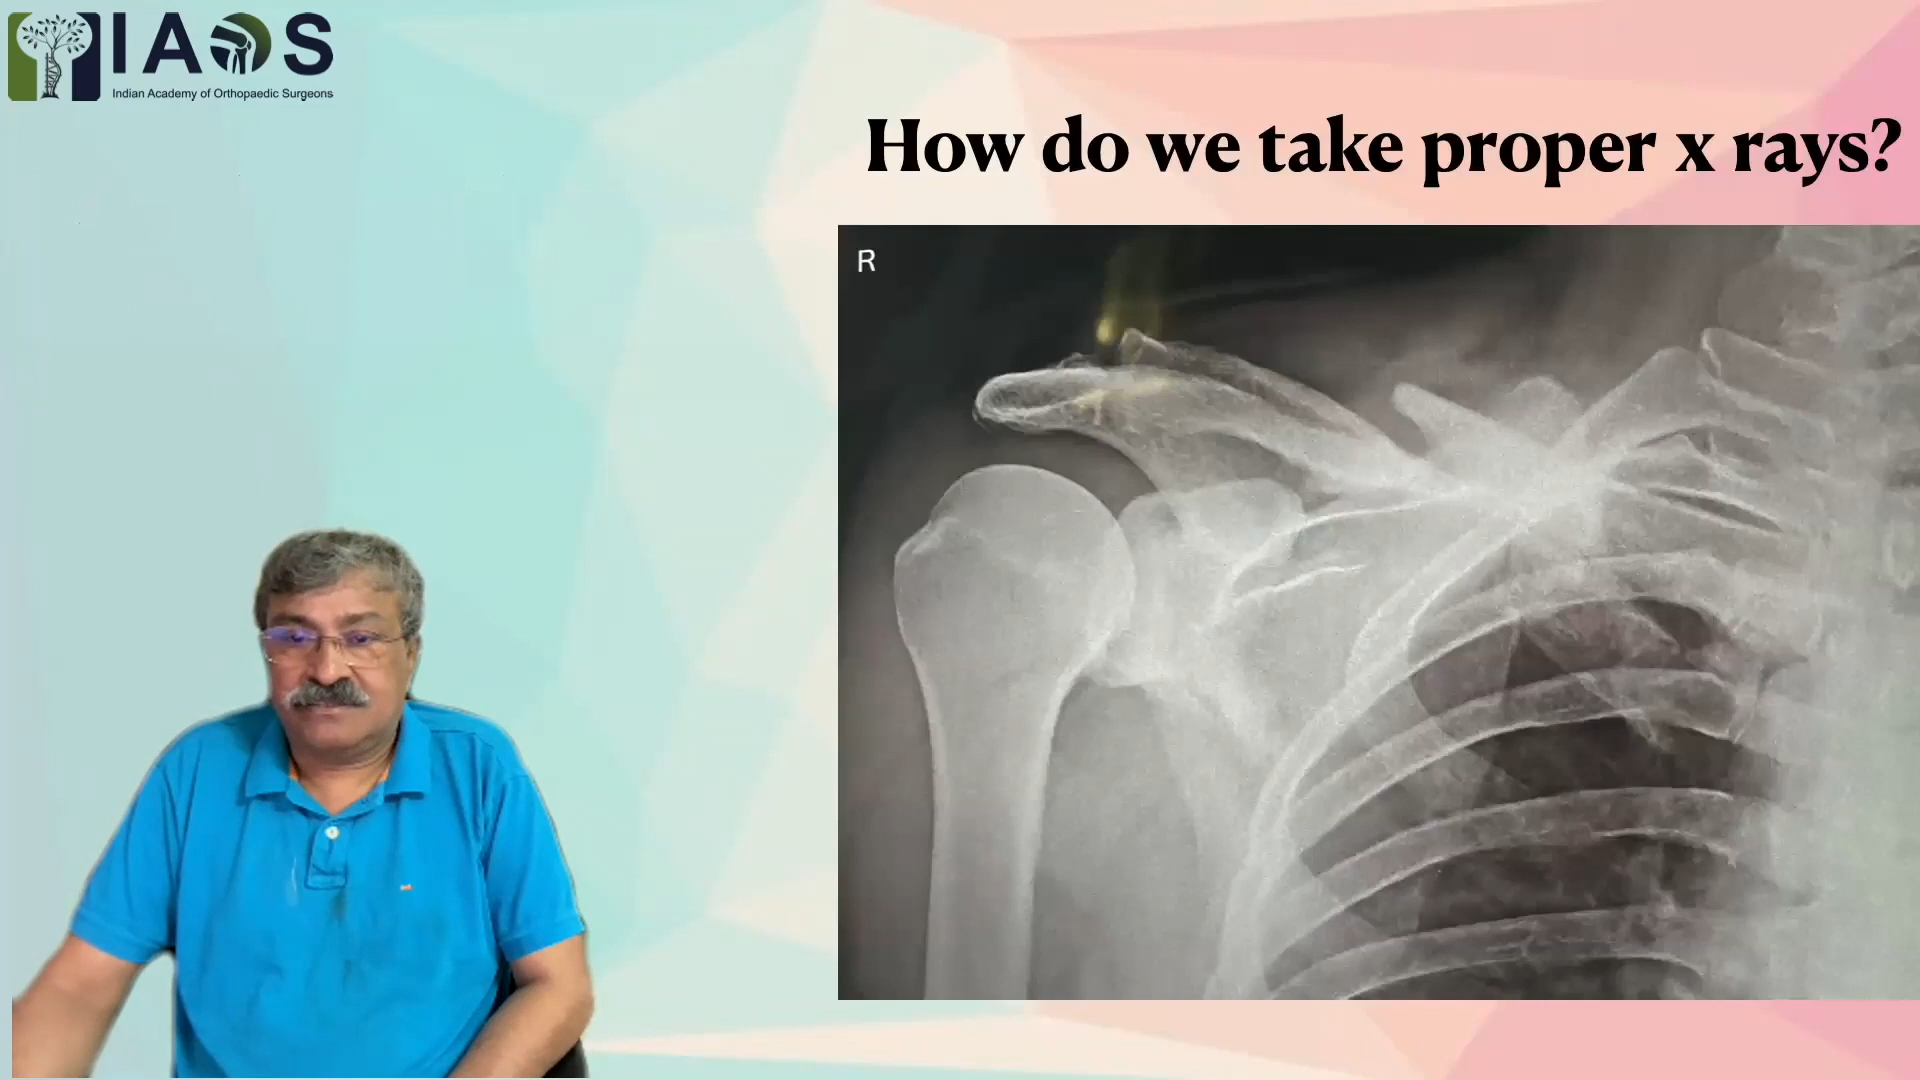 IAOS
Indian Academy of Orthopaedic Surgeons
How do we take proper x rays?
R